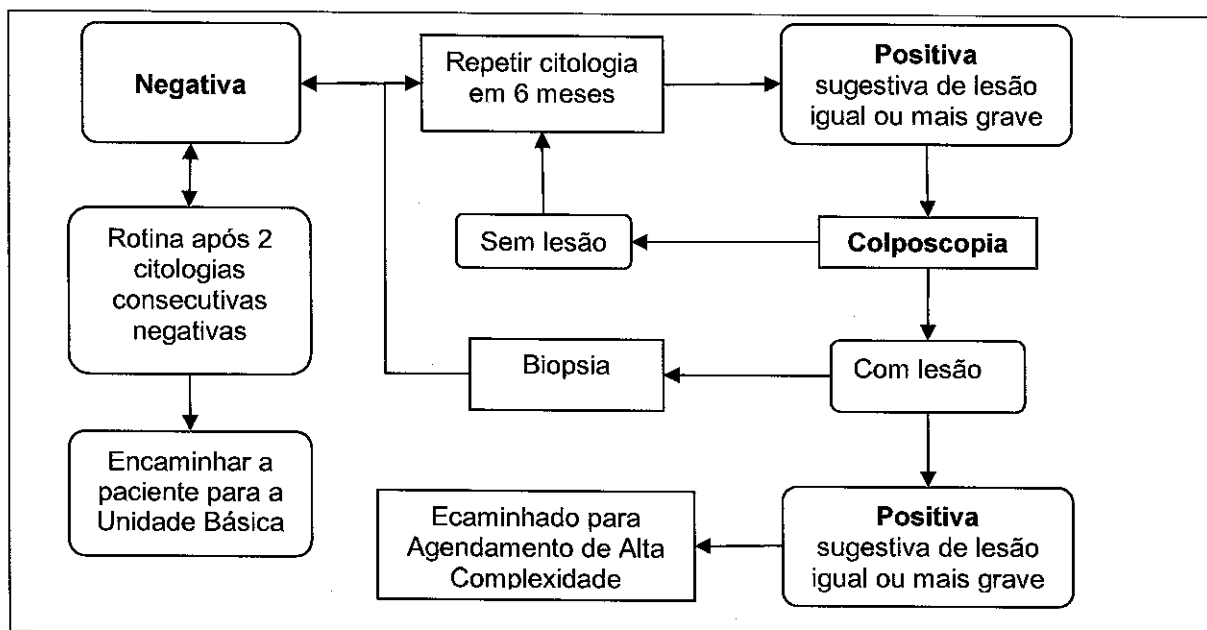 Negativa
Repetir citologia
em 6 meses
Positiva
sugestiva de lesão
igual ou mais grave
Rotina após 2
citologias
consecutivas
negativas
Sem lesão
Colposcopia
Biopsia
Com lesão
Encaminhar a
paciente para a
Unidade Básica
Ecaminhado para
Agendamento de Alta
Complexidade
Positiva
sugestiva de lesão
igual ou mais grave